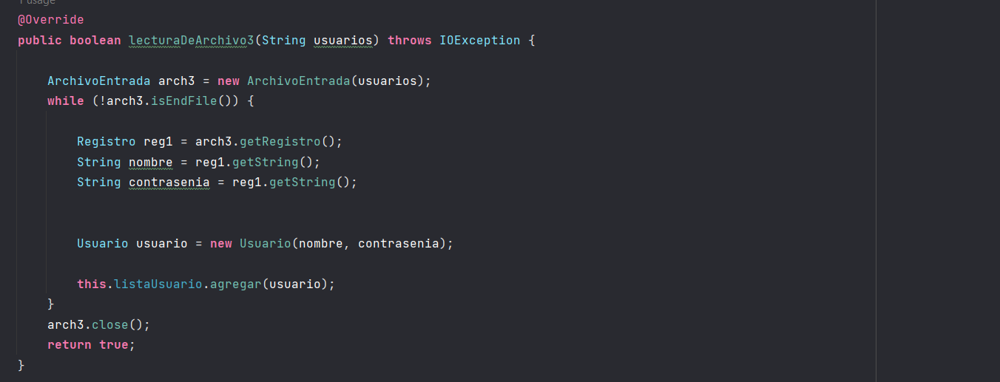 1 usage
@Override
public boolean lecturaDeArchivo3(String usuarios) throws IOException {
ArchivoEntrada arch3 = new ArchivoEntrada(usuarios);
while (!arch3.isEndFile()) {
Registro reg1 = arch3.getRegistro();
String nombre = reg1.getString();
String contrasenia = reg1.getString();
Usuario usuario = new Usuario(nombre, contrasenia);
this.listaUsuario.agregar(usuario);
}
arch3.close();
return true;
}